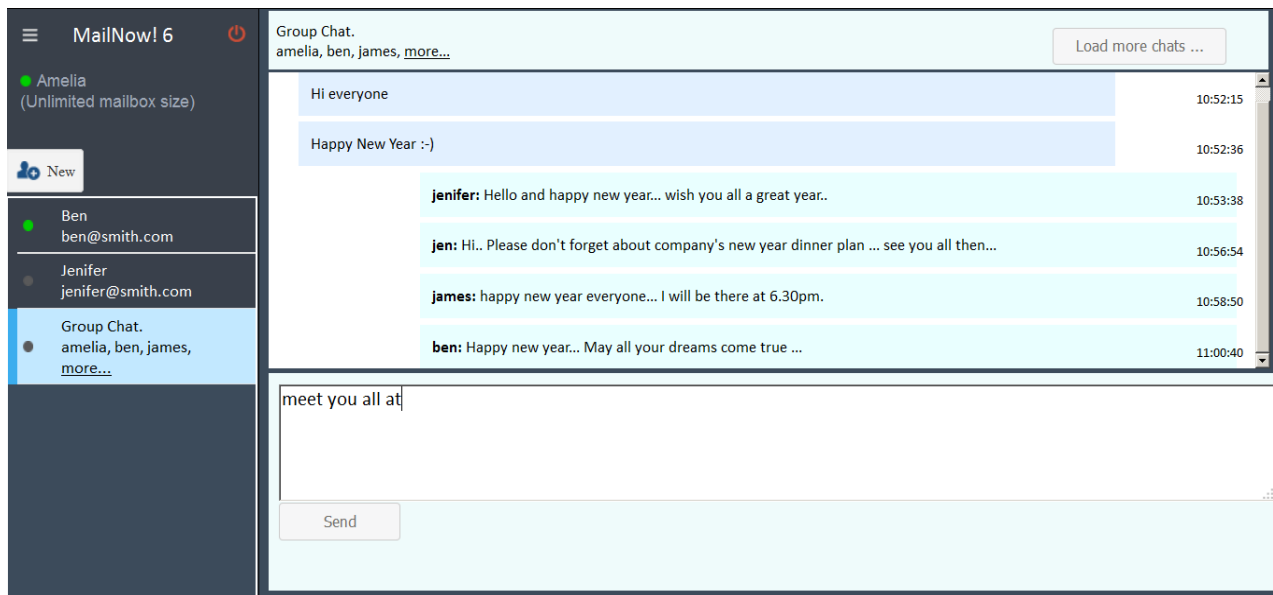 MailNow! 6
Amelia
(Unlimited mailbox size)
New
Ben
ben@smith.com
Jenifer
jenifer@smith.com
Group Chat.
amelia, ben, james,
more...
Group Chat.
amelia, ben, james, more...
Load more chats ...
Hi everyone
10:52:15
Happy New Year :-)
10:52:36
jenifer: Hello and happy new year... wish you all a great year..
10:53:38
jen: Hi.. Please don't forget about company's new year dinner plan ... see you all then...
10:56:54
james: happy new year everyone... I will be there at 6.30pm.
10:58:50
ben: Happy new year... May all your dreams come true ...
11:00:40
meet you all at
Send